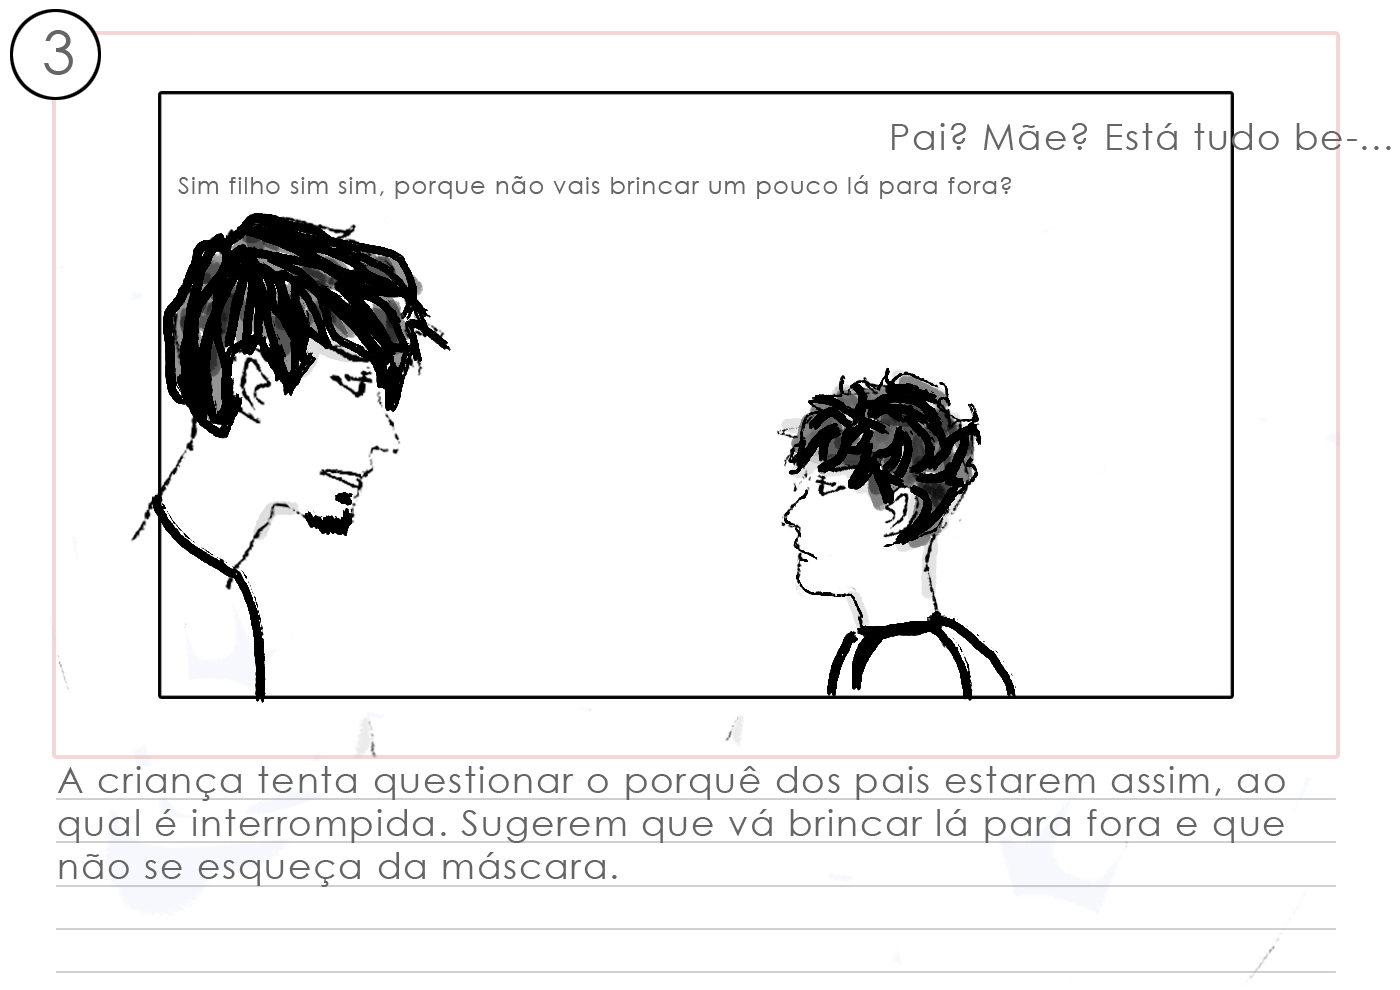 3
Pai? Mãe? Está tudo be-...
Sim filho sim sim, porque não vais brincar um pouco lá para fora?
A criança tenta questionar o porquê dos pais estarem assim, ao
qual é interrompida. Sugerem que vá brincar lá para fora e que
não se esqueça da máscara.